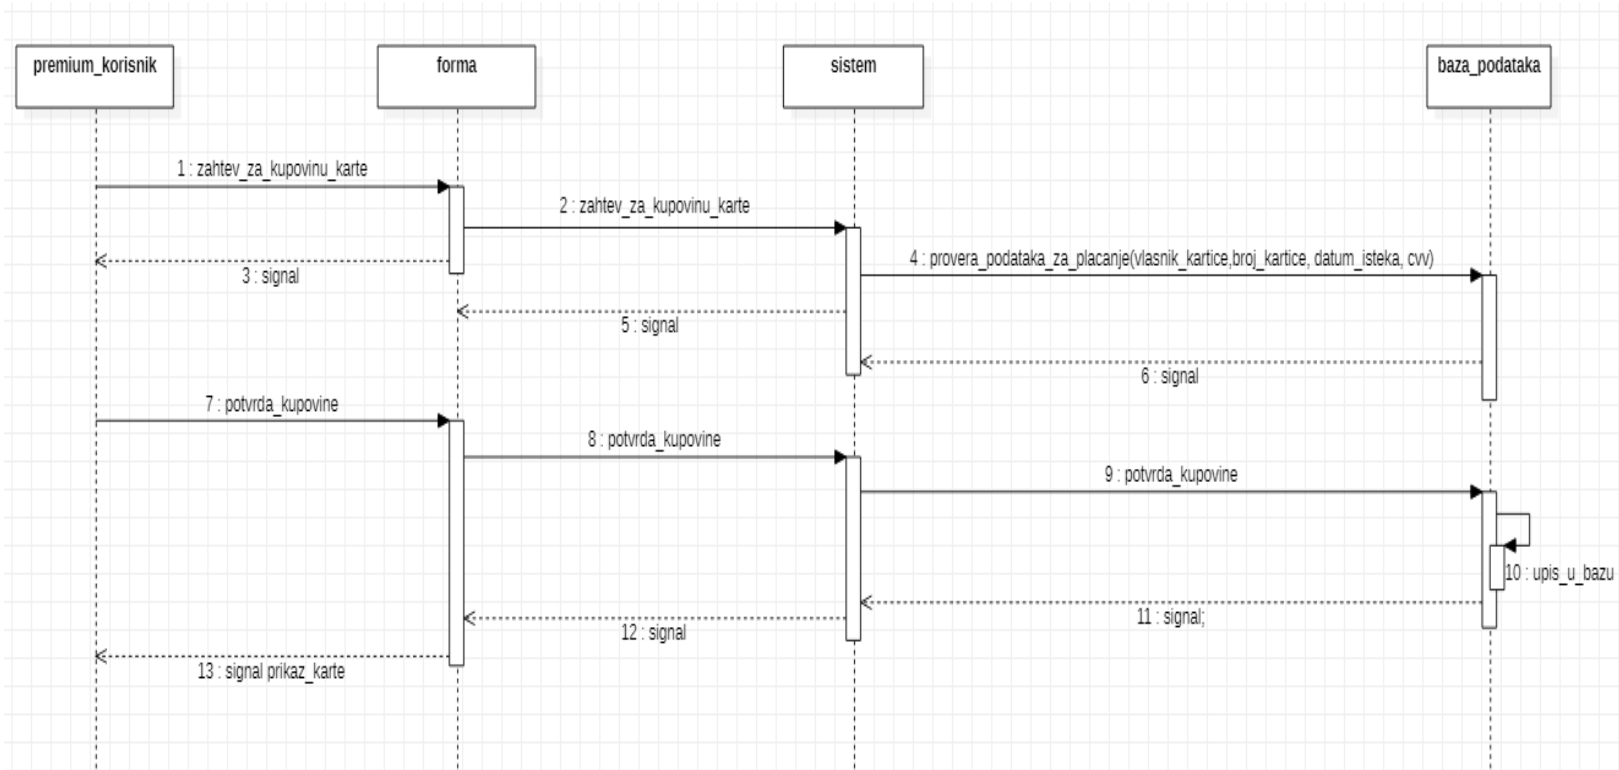 premium_korisnik
forma
sistem
baza_podataka
1 : zahtev_za_kupovinu_karte
2 : zahtev_za_kupovinu_karte
3 : signal
4 : provera_podataka_za_placanje(vlasnik_kartice,broj_kartice, datum_isteka, cvv)
5 : signal
6 : signal
7 : potvrda_kupovine
8 : potvrda_kupovine
9 : potvrda_kupovine
10 : upis_u_bazu
11 : signal;
12 : signal
13 : signal prikaz_karte